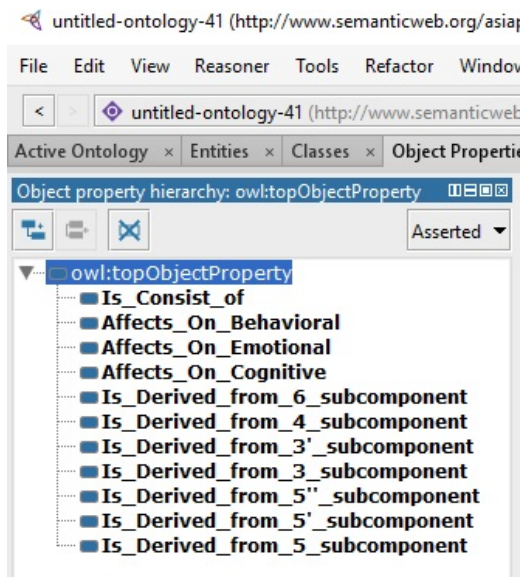 untitled-ontology-41 (http://www.semanticweb.org/asiap
File Edit View Reasoner Tools Refactor Window
< > untitled-ontology-41 (http://www.semanticweb
Active Ontology × Entities × Classes × Object Propertie
Object property hierarchy: owl:topObjectProperty
Asserted
owl:topObjectProperty
Is_Consist_of
Affects_On_Behavioral
Affects_On_Emotional
Affects_On_Cognitive
Is_Derived_from_6_subcomponent
Is_Derived_from_4_subcomponent
Is_Derived_from_3'_subcomponent
Is_Derived_from_3_subcomponent
Is_Derived_from_5''_subcomponent
Is_Derived_from_5'_subcomponent
Is_Derived_from_5_subcomponent